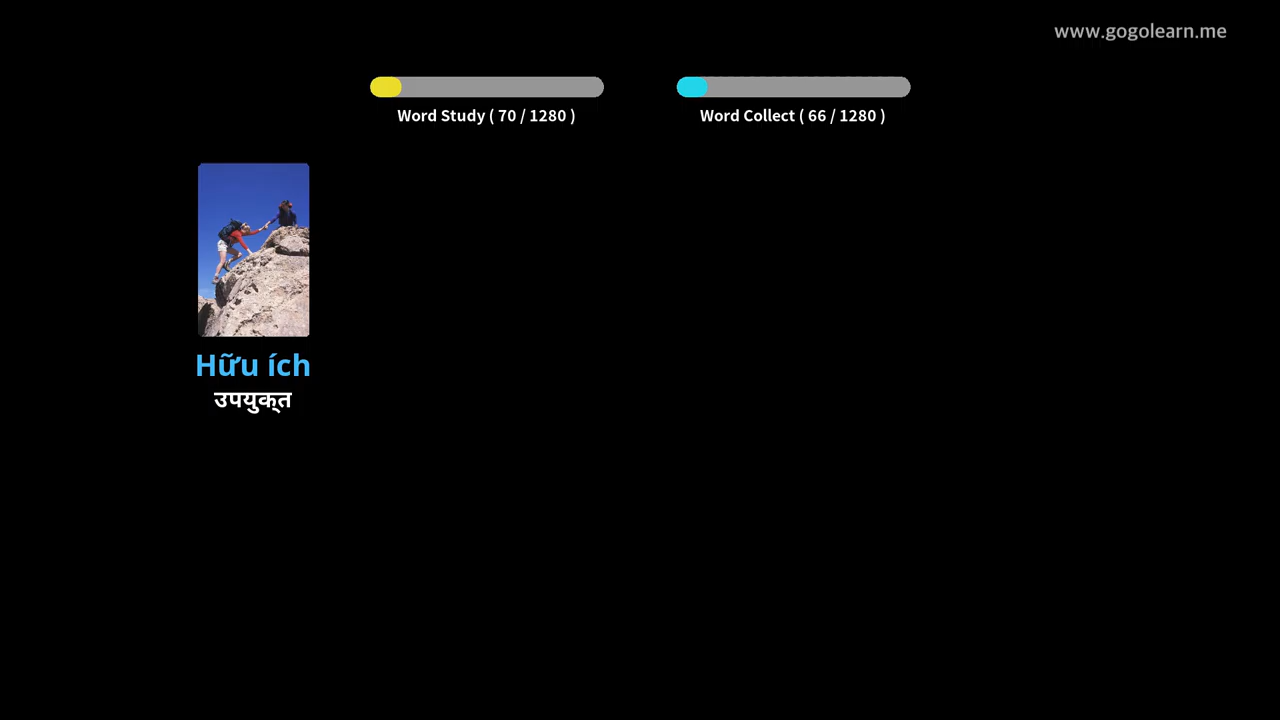 www.gogolearn.me
Word Study ( 70 / 1280 )
Word Collect ( 66 / 1280 )
Hữu ích
उपयुक्त